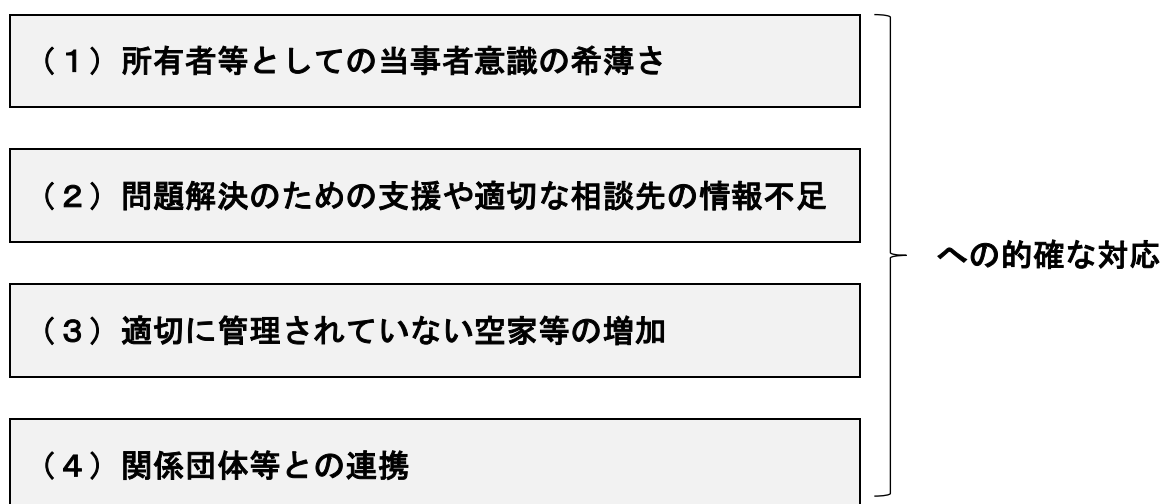 （１）所有者等としての当事者意識の希薄さ
（２）問題解決のための支援や適切な相談先の情報不足
への的確な対応
（３）適切に管理されていない空家等の増加
（４）関係団体等との連携